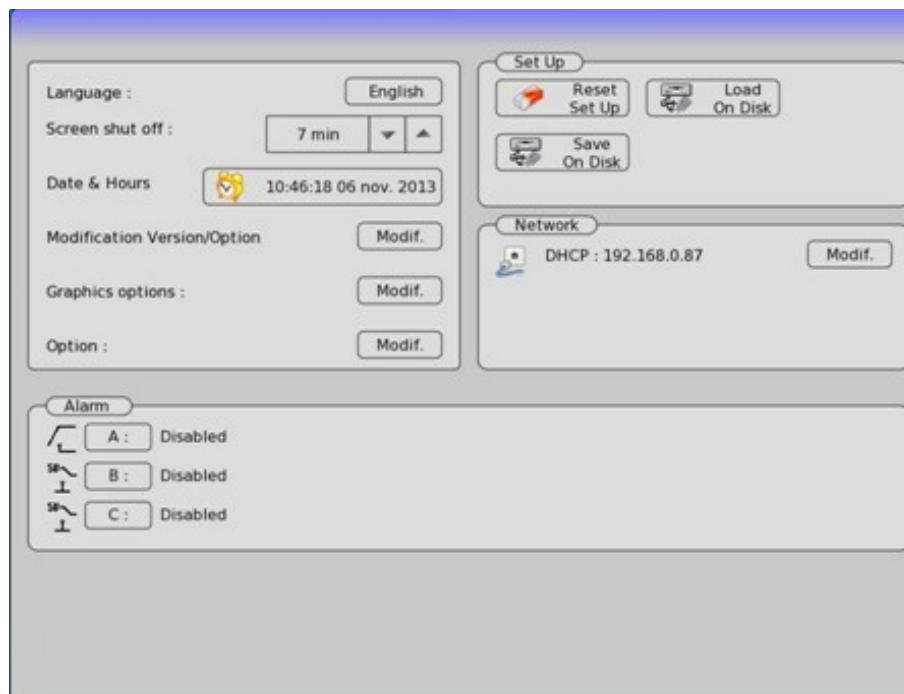 Language :
English
Screen shut off :
7 min
Date & Hours
10:46:18 06 nov. 2013
Modification Version/Option
Modif.
Graphics options :
Modif.
Option :
Modif.
Set Up
Reset
Set Up
Load
On Disk
Save
On Disk
Network
DHCP : 192.168.0.87
Modif.
Alarm
A :
Disabled
B :
Disabled
C :
Disabled